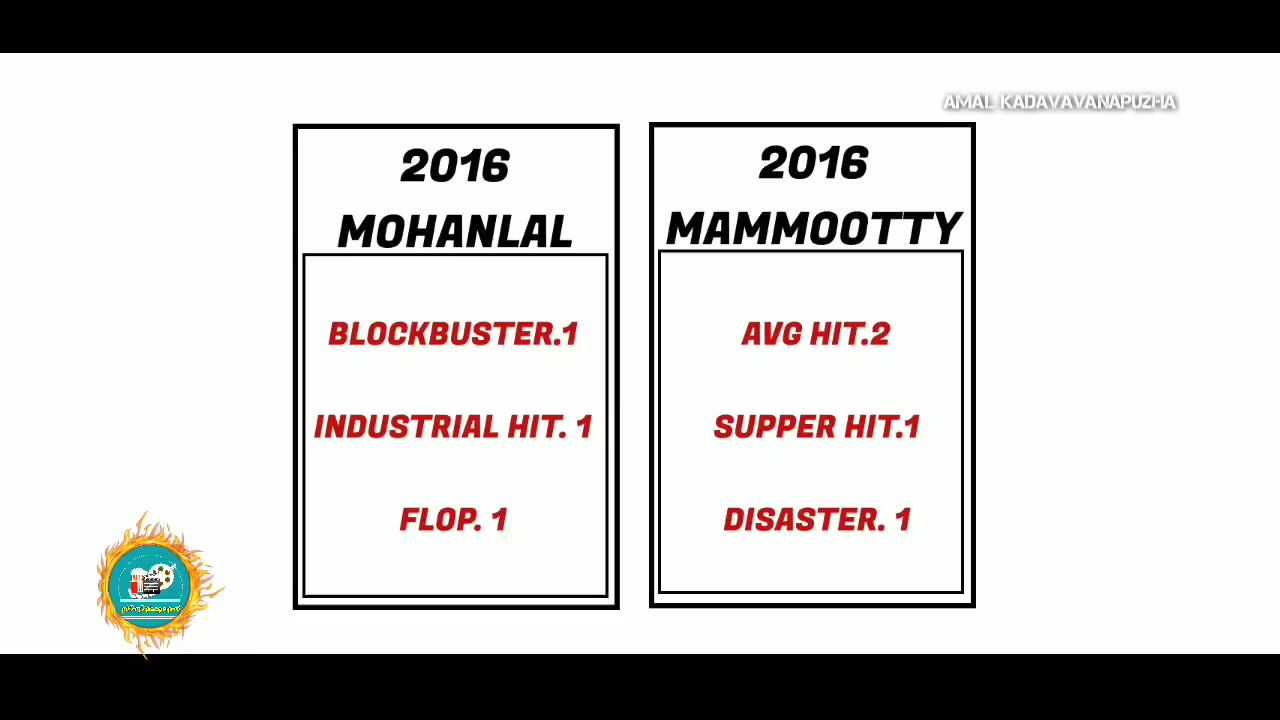 AMAL KADAVAVANAPUZHA
2016
MOHANLAL
BLOCKBUSTER.1
INDUSTRIAL HIT. 1
FLOP. 1
2016
MAMMOOTTY
AVG HIT.2
SUPPER HIT.1
DISASTER. 1